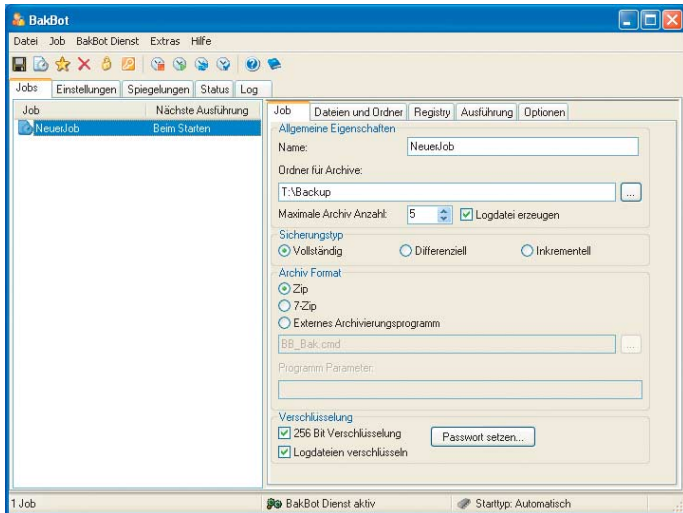 BakBot
Datei Job BakBot Dienst Extras Hilfe
Jobs Einstellungen Spiegelungen Status Log
Job Nächste Ausführung
NeuerJob Beim Starten
Job Dateien und Ordner Registry Ausführung Optionen
Allgemeine Eigenschaften
Name: NeuerJob
Ordner für Archive:
T:\Backup ...
Maximale Archiv Anzahl: 5 Logdatei erzeugen
Sicherungstyp
Vollständig Differenziell Inkrementell
Archiv Format
Zip
7-Zip
Externes Archivierungsprogramm
BB_Bak.cmd ...
Programm Parameter:
Verschlüsselung
256 Bit Verschlüsselung Passwort setzen...
Logdateien verschlüsseln
1 Job BakBot Dienst aktiv Starttyp: Automatisch